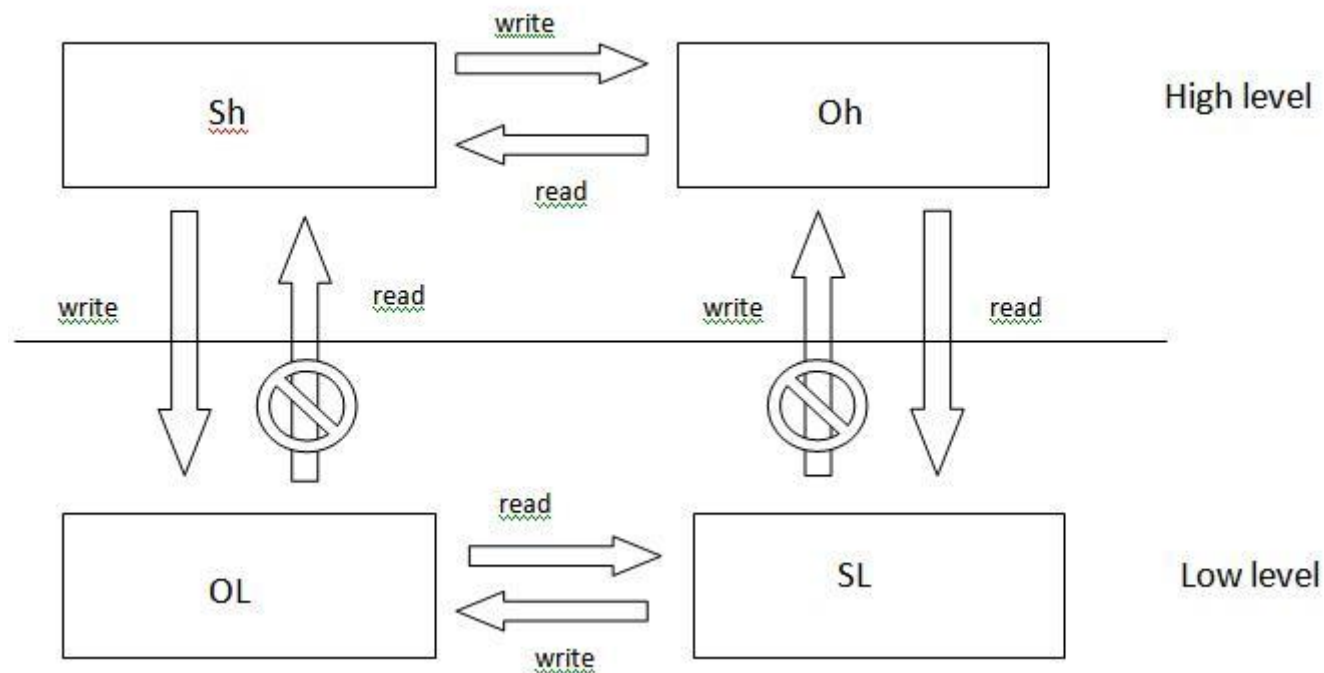 write
Sh
Oh
High level
read
write
read
write
read
read
OL
SL
Low level
write